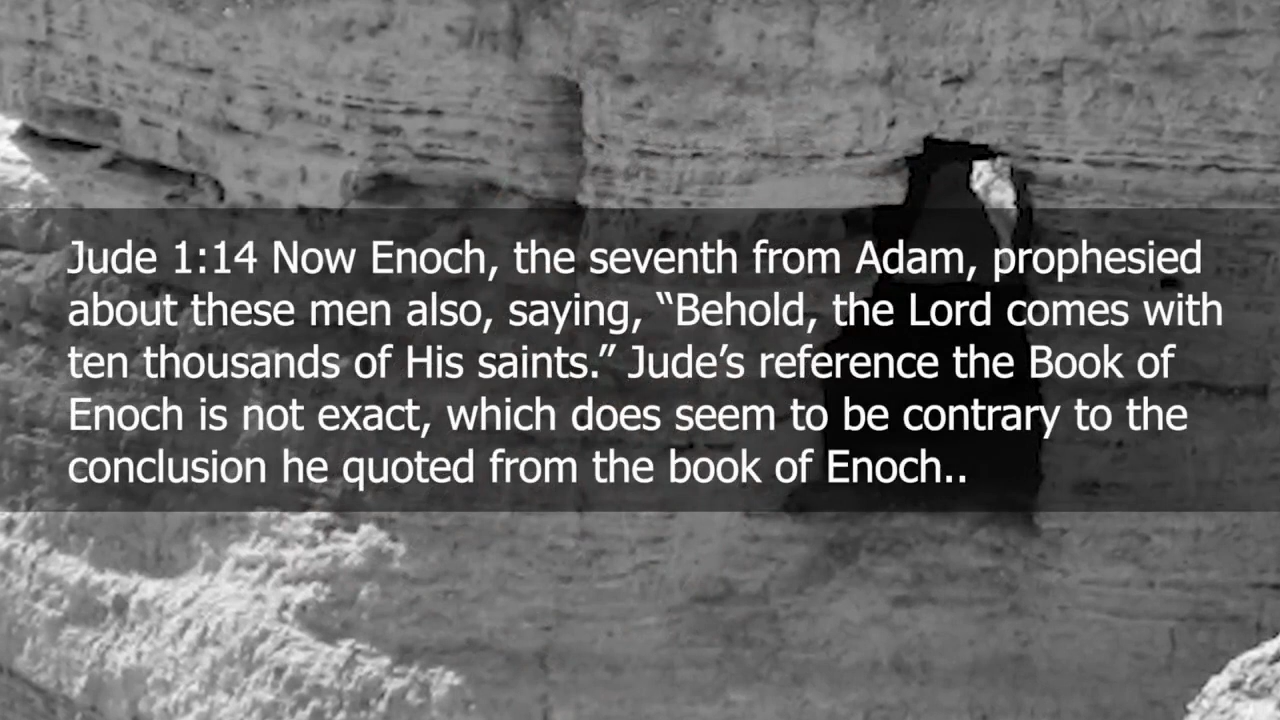 Jude 1:14 Now Enoch, the seventh from Adam, prophesied
about these men also, saying, “Behold, the Lord comes with
ten thousands of His saints.” Jude’s reference the Book of
Enoch is not exact, which does seem to be contrary to the
conclusion he quoted from the book of Enoch..